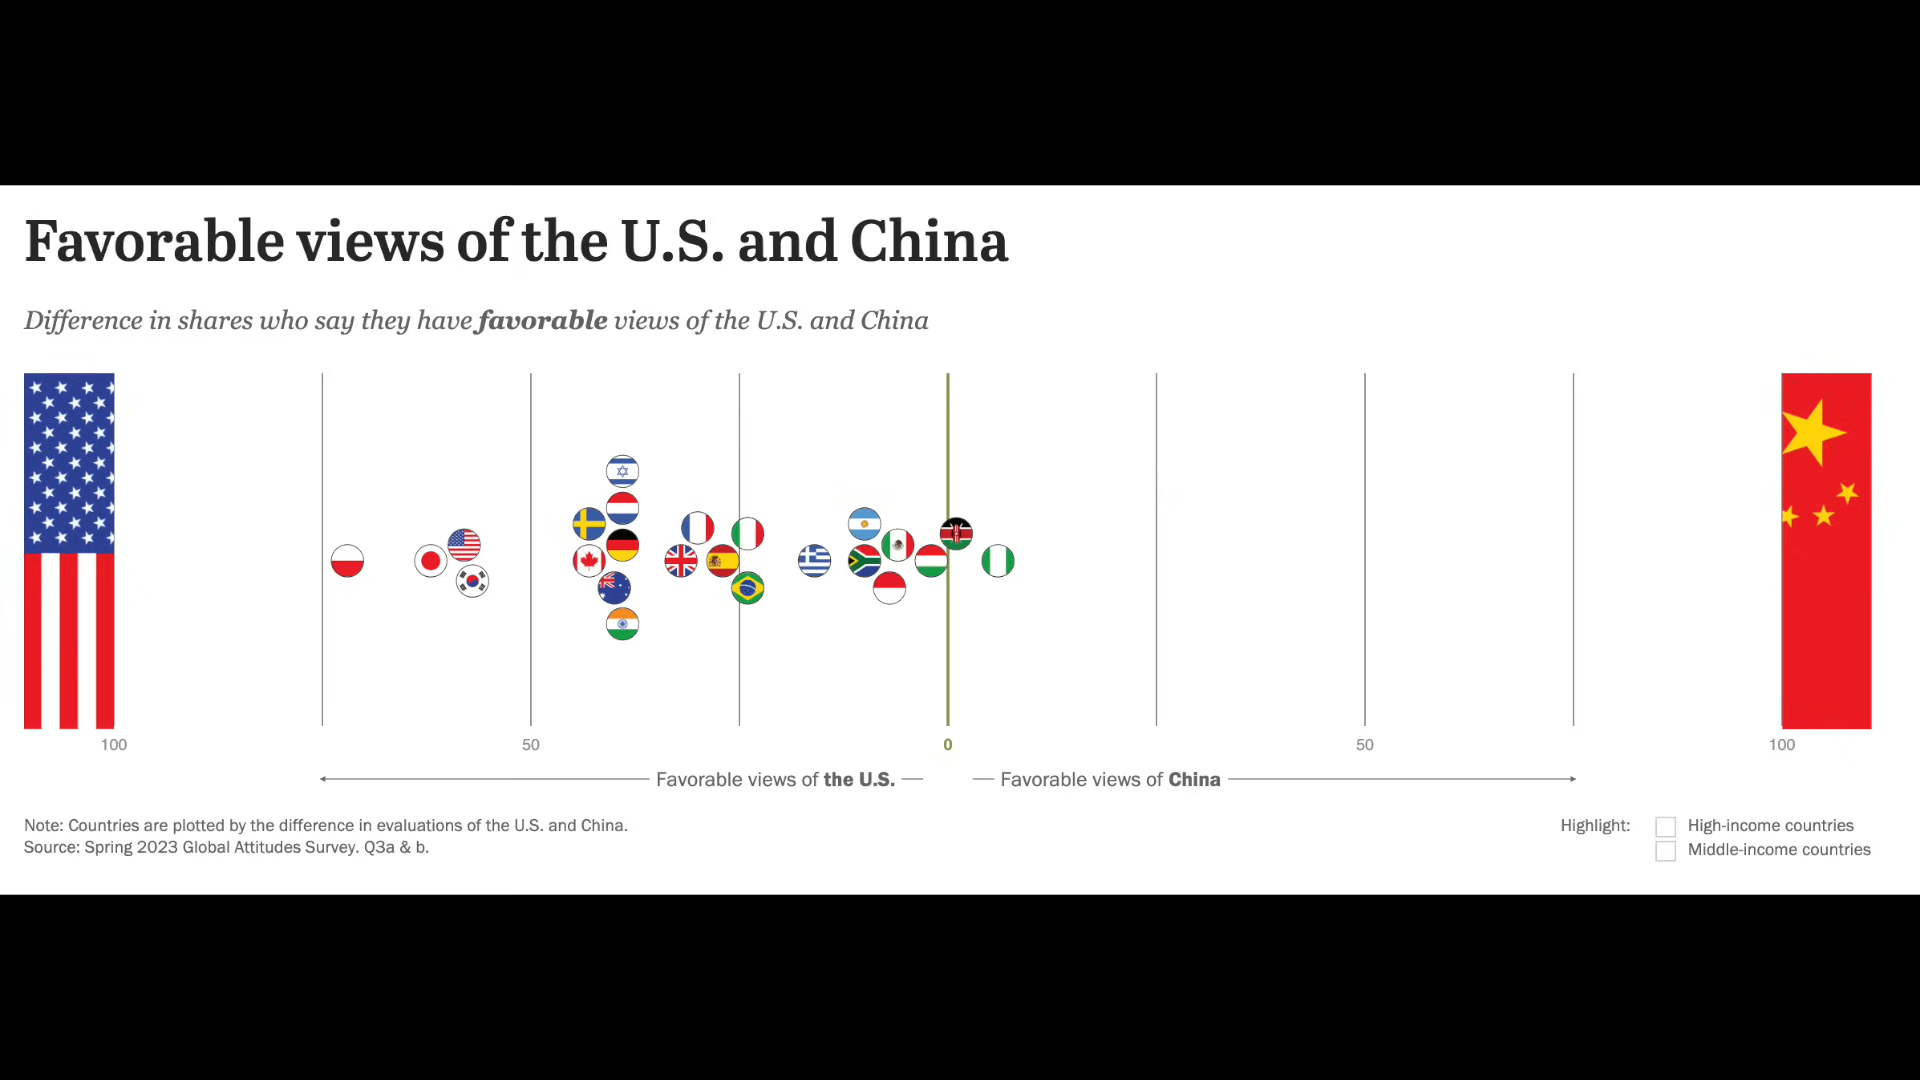 Favorable views of the U.S. and China
Difference in shares who say they have favorable views of the U.S. and China
100
50
0
50
100
Favorable views of the U.S.
Favorable views of China
Note: Countries are plotted by the difference in evaluations of the U.S. and China.
Source: Spring 2023 Global Attitudes Survey. Q3a & b.
Highlight:
High-income countries
Middle-income countries